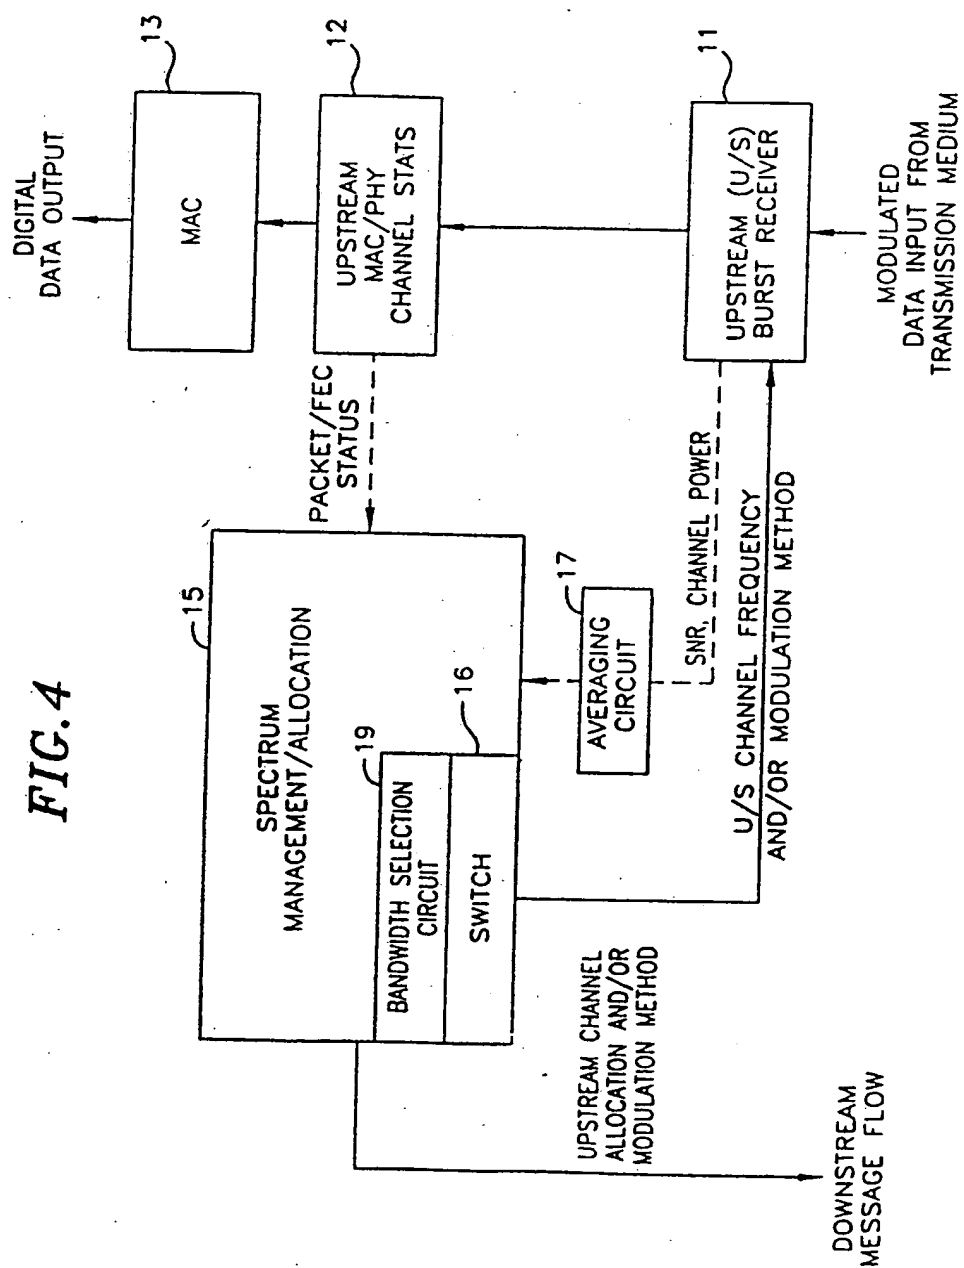 FIG.4
DOWNSTREAM
MESSAGE FLOW
UPSTREAM CHANNEL
ALLOCATION AND/OR
MODULATION METHOD
15
SPECTRUM
MANAGEMENT/ALLOCATION
19
BANDWIDTH SELECTION
CIRCUIT
16
SWITCH
17
AVERAGING
CIRCUIT
PACKET/FEC
STATUS
SNR, CHANNEL POWER
U/S CHANNEL FREQUENCY
AND/OR MODULATION METHOD
DIGITAL
DATA OUTPUT
13
MAC
12
UPSTREAM
MAC/PHY
CHANNEL STATS
11
UPSTREAM (U/S)
BURST RECEIVER
MODULATED
DATA INPUT FROM
TRANSMISSION MEDIUM